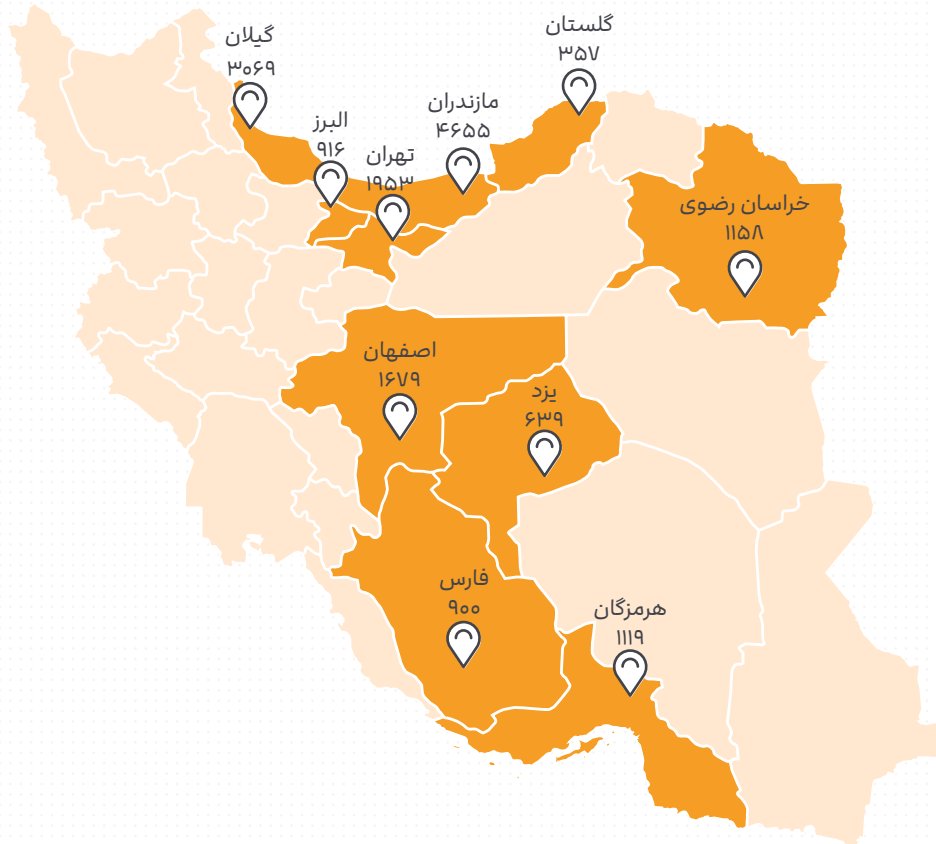 گلستان
۳۵۷
گیلان
۳۰۶۹
مازندران
۴۶۵۵
البرز
۹۱۶
تهران
۱۹۵۳
خراسان رضوی
۱۱۵۸
اصفهان
۱۶۷۹
یزد
۶۳۹
فارس
۹۰۰
هرمزگان
۱۱۱۹